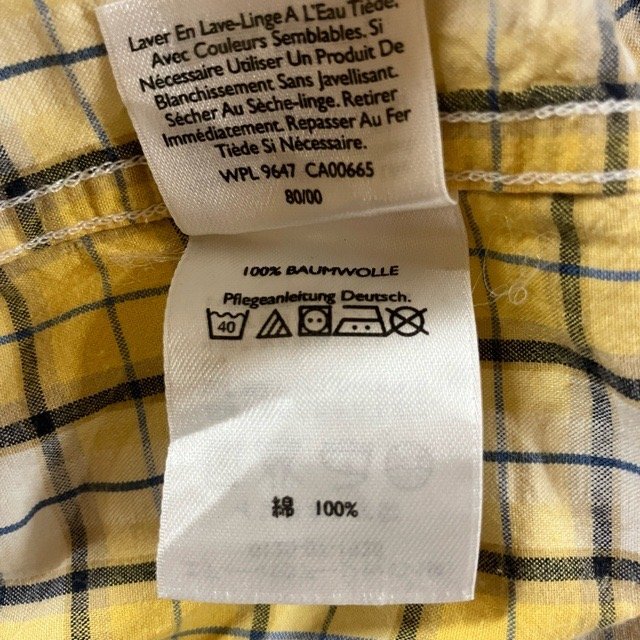 Laver En Lave-Linge A L'Eau Tiède,
Avec Couleurs Semblables. Si
Nécessaire Utiliser Un Produit De
Blanchissement Sans Javellisant.
Sécher Au Sèche-linge. Retirer
Immédiatement. Repasser Au Fer
Tiède Si Nécessaire.
WPL 9647 CA00665
80/00
100% BAUMWOLLE
Pflegeanleitung Deutsch.
40
綿 100%